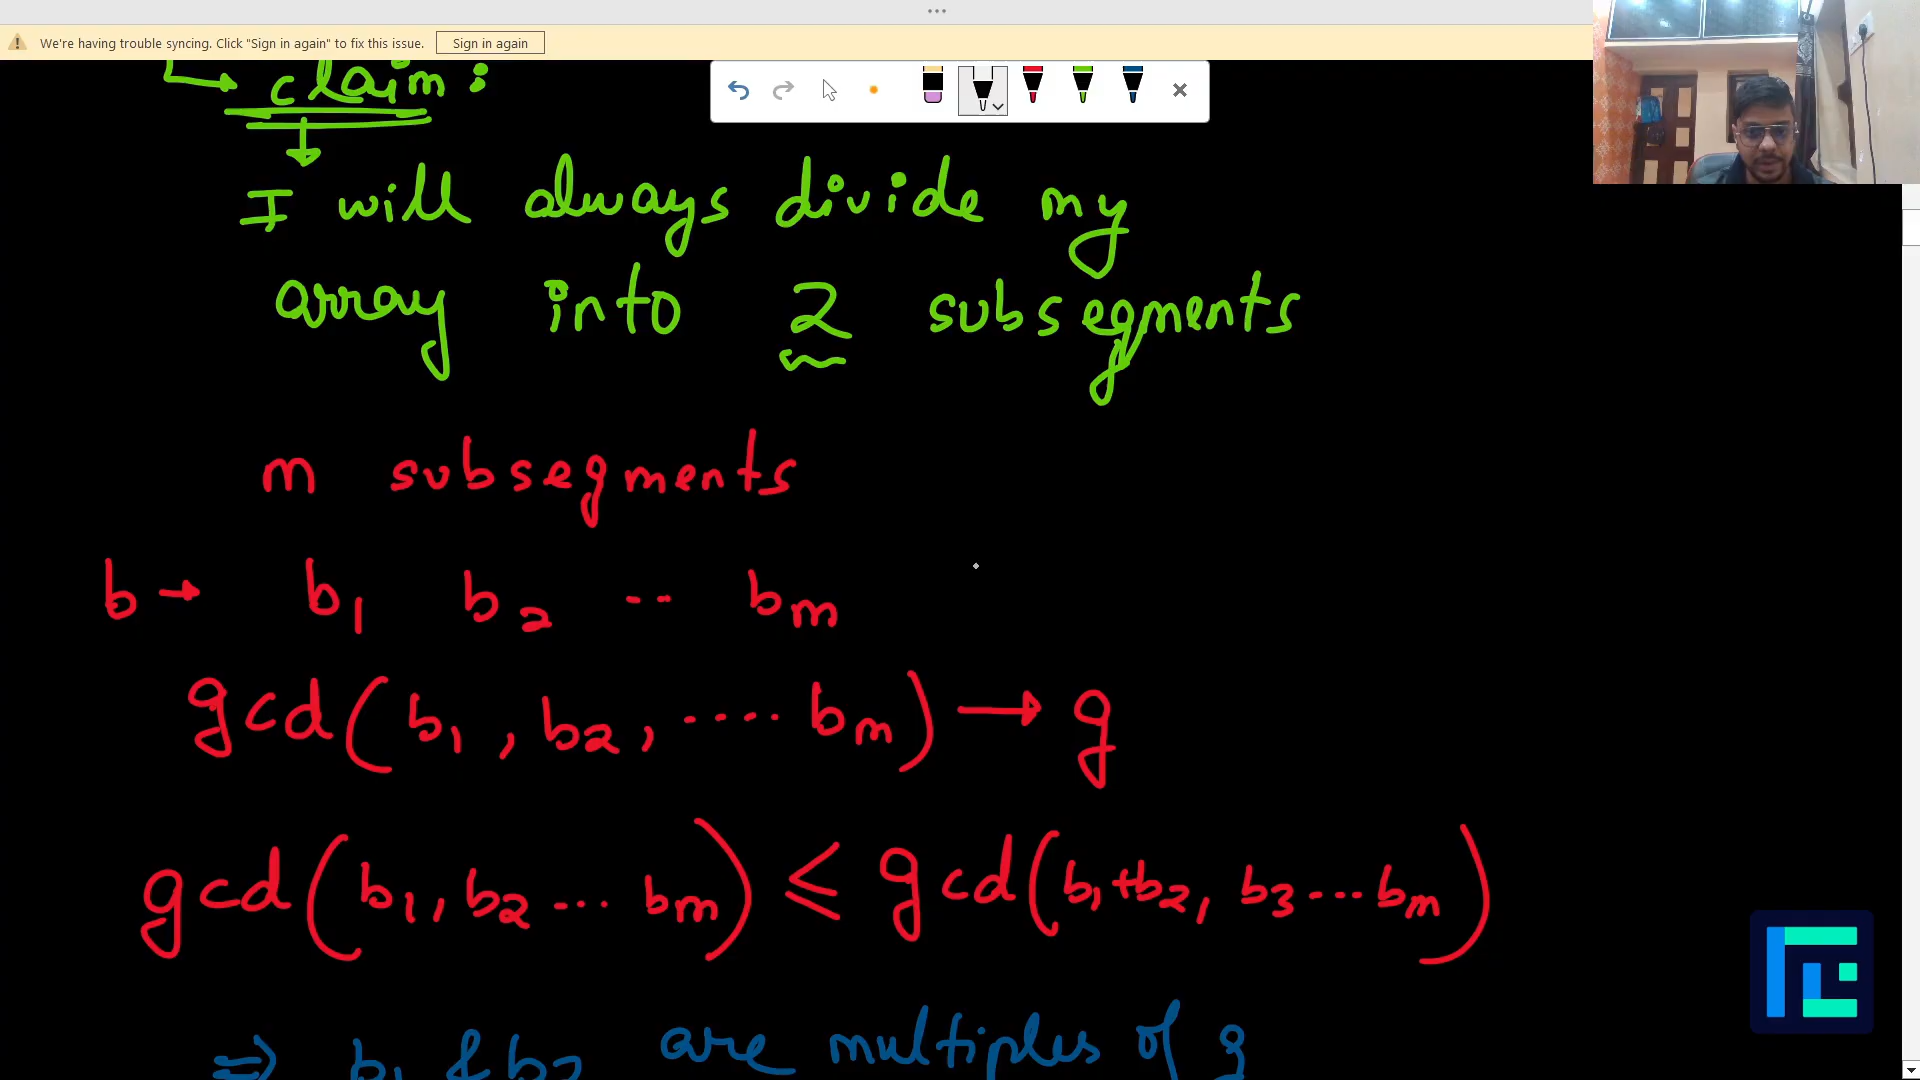 We're having trouble syncing. Click "Sign in again" to fix this issue. Sign in again
claim :
I will always divide my
array into 2 subsegments
m subsegments
b → b1 b2 -- bm
gcd(b1, b2, .... bm) → g
gcd(b1, b2 ... bm) ≤ gcd(b1+b2, b3 ... bm)
⇒ b1 & b2 are multiples of g